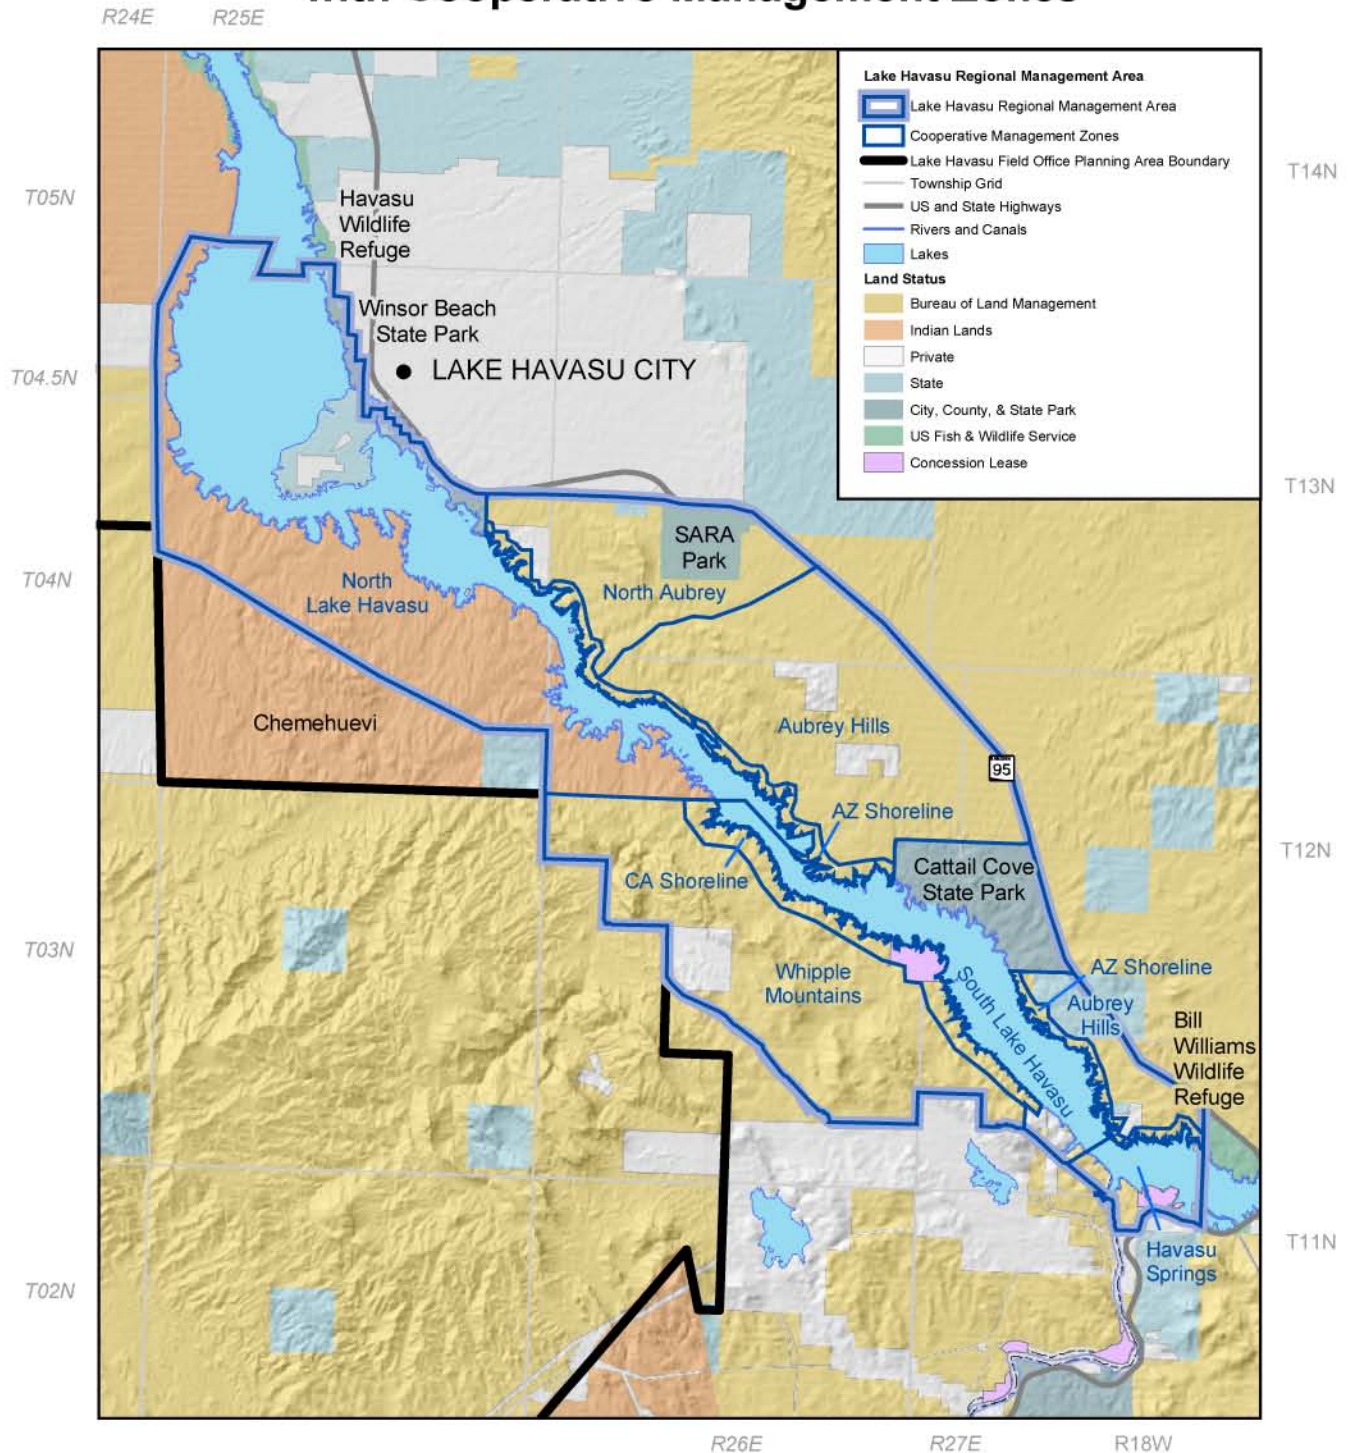 with Cooperative Management Zones
R24E
R25E
Lake Havasu Regional Management Area
Lake Havasu Regional Management Area
Cooperative Management Zones
Lake Havasu Field Office Planning Area Boundary
Township Grid
US and State Highways
Rivers and Canals
Lakes
Land Status
Bureau of Land Management
Indian Lands
Private
State
City, County, & State Park
US Fish & Wildlife Service
Concession Lease
T14N
T05N
Havasu
Wildlife
Refuge
Winsor Beach
State Park
LAKE HAVASU CITY
T04.5N
T13N
SARA
Park
T04N
North
Lake Havasu
North Aubrey
Chemehuevi
Aubrey Hills
95
AZ Shoreline
T12N
CA Shoreline
Cattail Cove
State Park
T03N
Whipple
Mountains
South Lake Havasu
AZ Shoreline
Aubrey
Hills
Bill
Williams
Wildlife
Refuge
T11N
Havasu
Springs
T02N
R26E
R27E
R18W